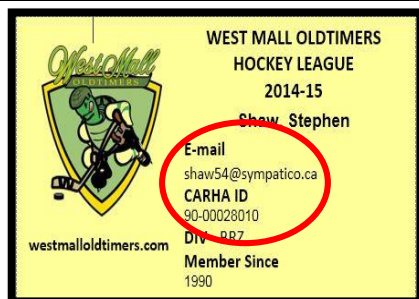 West Mall
OLDTIMERS
westmalloldtimers.com
WEST MALL OLDTIMERS
HOCKEY LEAGUE
2014-15
Shaw Stephen
E-mail
shaw54@sympatico.ca
CARHA ID
90-00028010
DIV BRZ
Member Since
1990